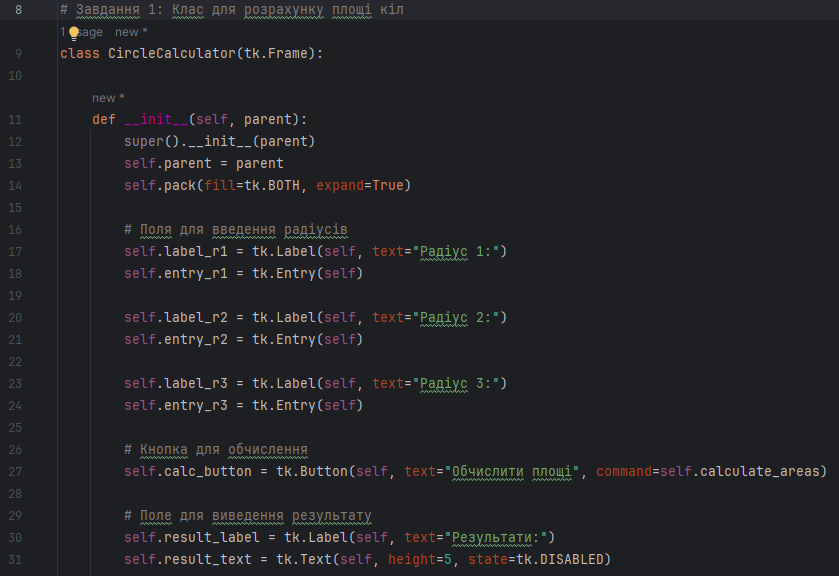 8 # Завдання 1: Клас для розрахунку площі кіл
1 usage new *
9 class CircleCalculator(tk.Frame):
10
new *
11 def __init__(self, parent):
12 super().__init__(parent)
13 self.parent = parent
14 self.pack(fill=tk.BOTH, expand=True)
15
16 # Поля для введення радіусів
17 self.label_r1 = tk.Label(self, text="Радіус 1:")
18 self.entry_r1 = tk.Entry(self)
19
20 self.label_r2 = tk.Label(self, text="Радіус 2:")
21 self.entry_r2 = tk.Entry(self)
22
23 self.label_r3 = tk.Label(self, text="Радіус 3:")
24 self.entry_r3 = tk.Entry(self)
25
26 # Кнопка для обчислення
27 self.calc_button = tk.Button(self, text="Обчислити площі", command=self.calculate_areas)
28
29 # Поле для виведення результату
30 self.result_label = tk.Label(self, text="Результати:")
31 self.result_text = tk.Text(self, height=5, state=tk.DISABLED)